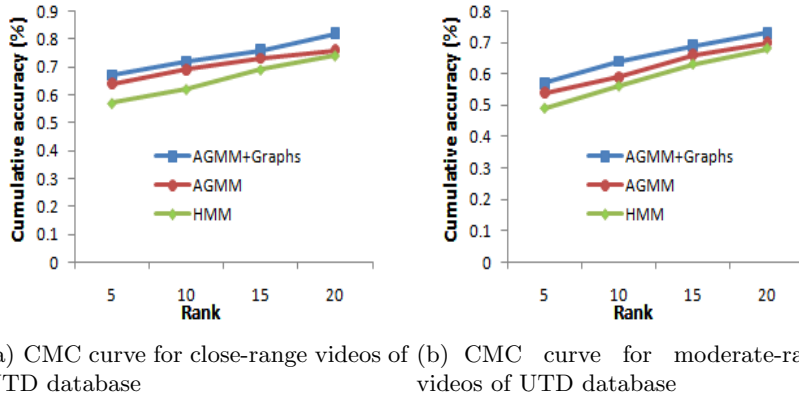 0.9
0.8
0.7
0.6
0.5
0.4
0.3
0.2
0.1
0
Cumulative accuracy (%)
AGMM+Graphs
AGMM
HMM
5 10 15 20
Rank
0.8
0.7
0.6
0.5
0.4
0.3
0.2
0.1
0
Cumulative accuracy (%)
AGMM+Graphs
AGMM
HMM
5 10 15 20
Rank
a) CMC curve for close-range videos of
UTD database
(b) CMC curve for moderate-ra
videos of UTD database